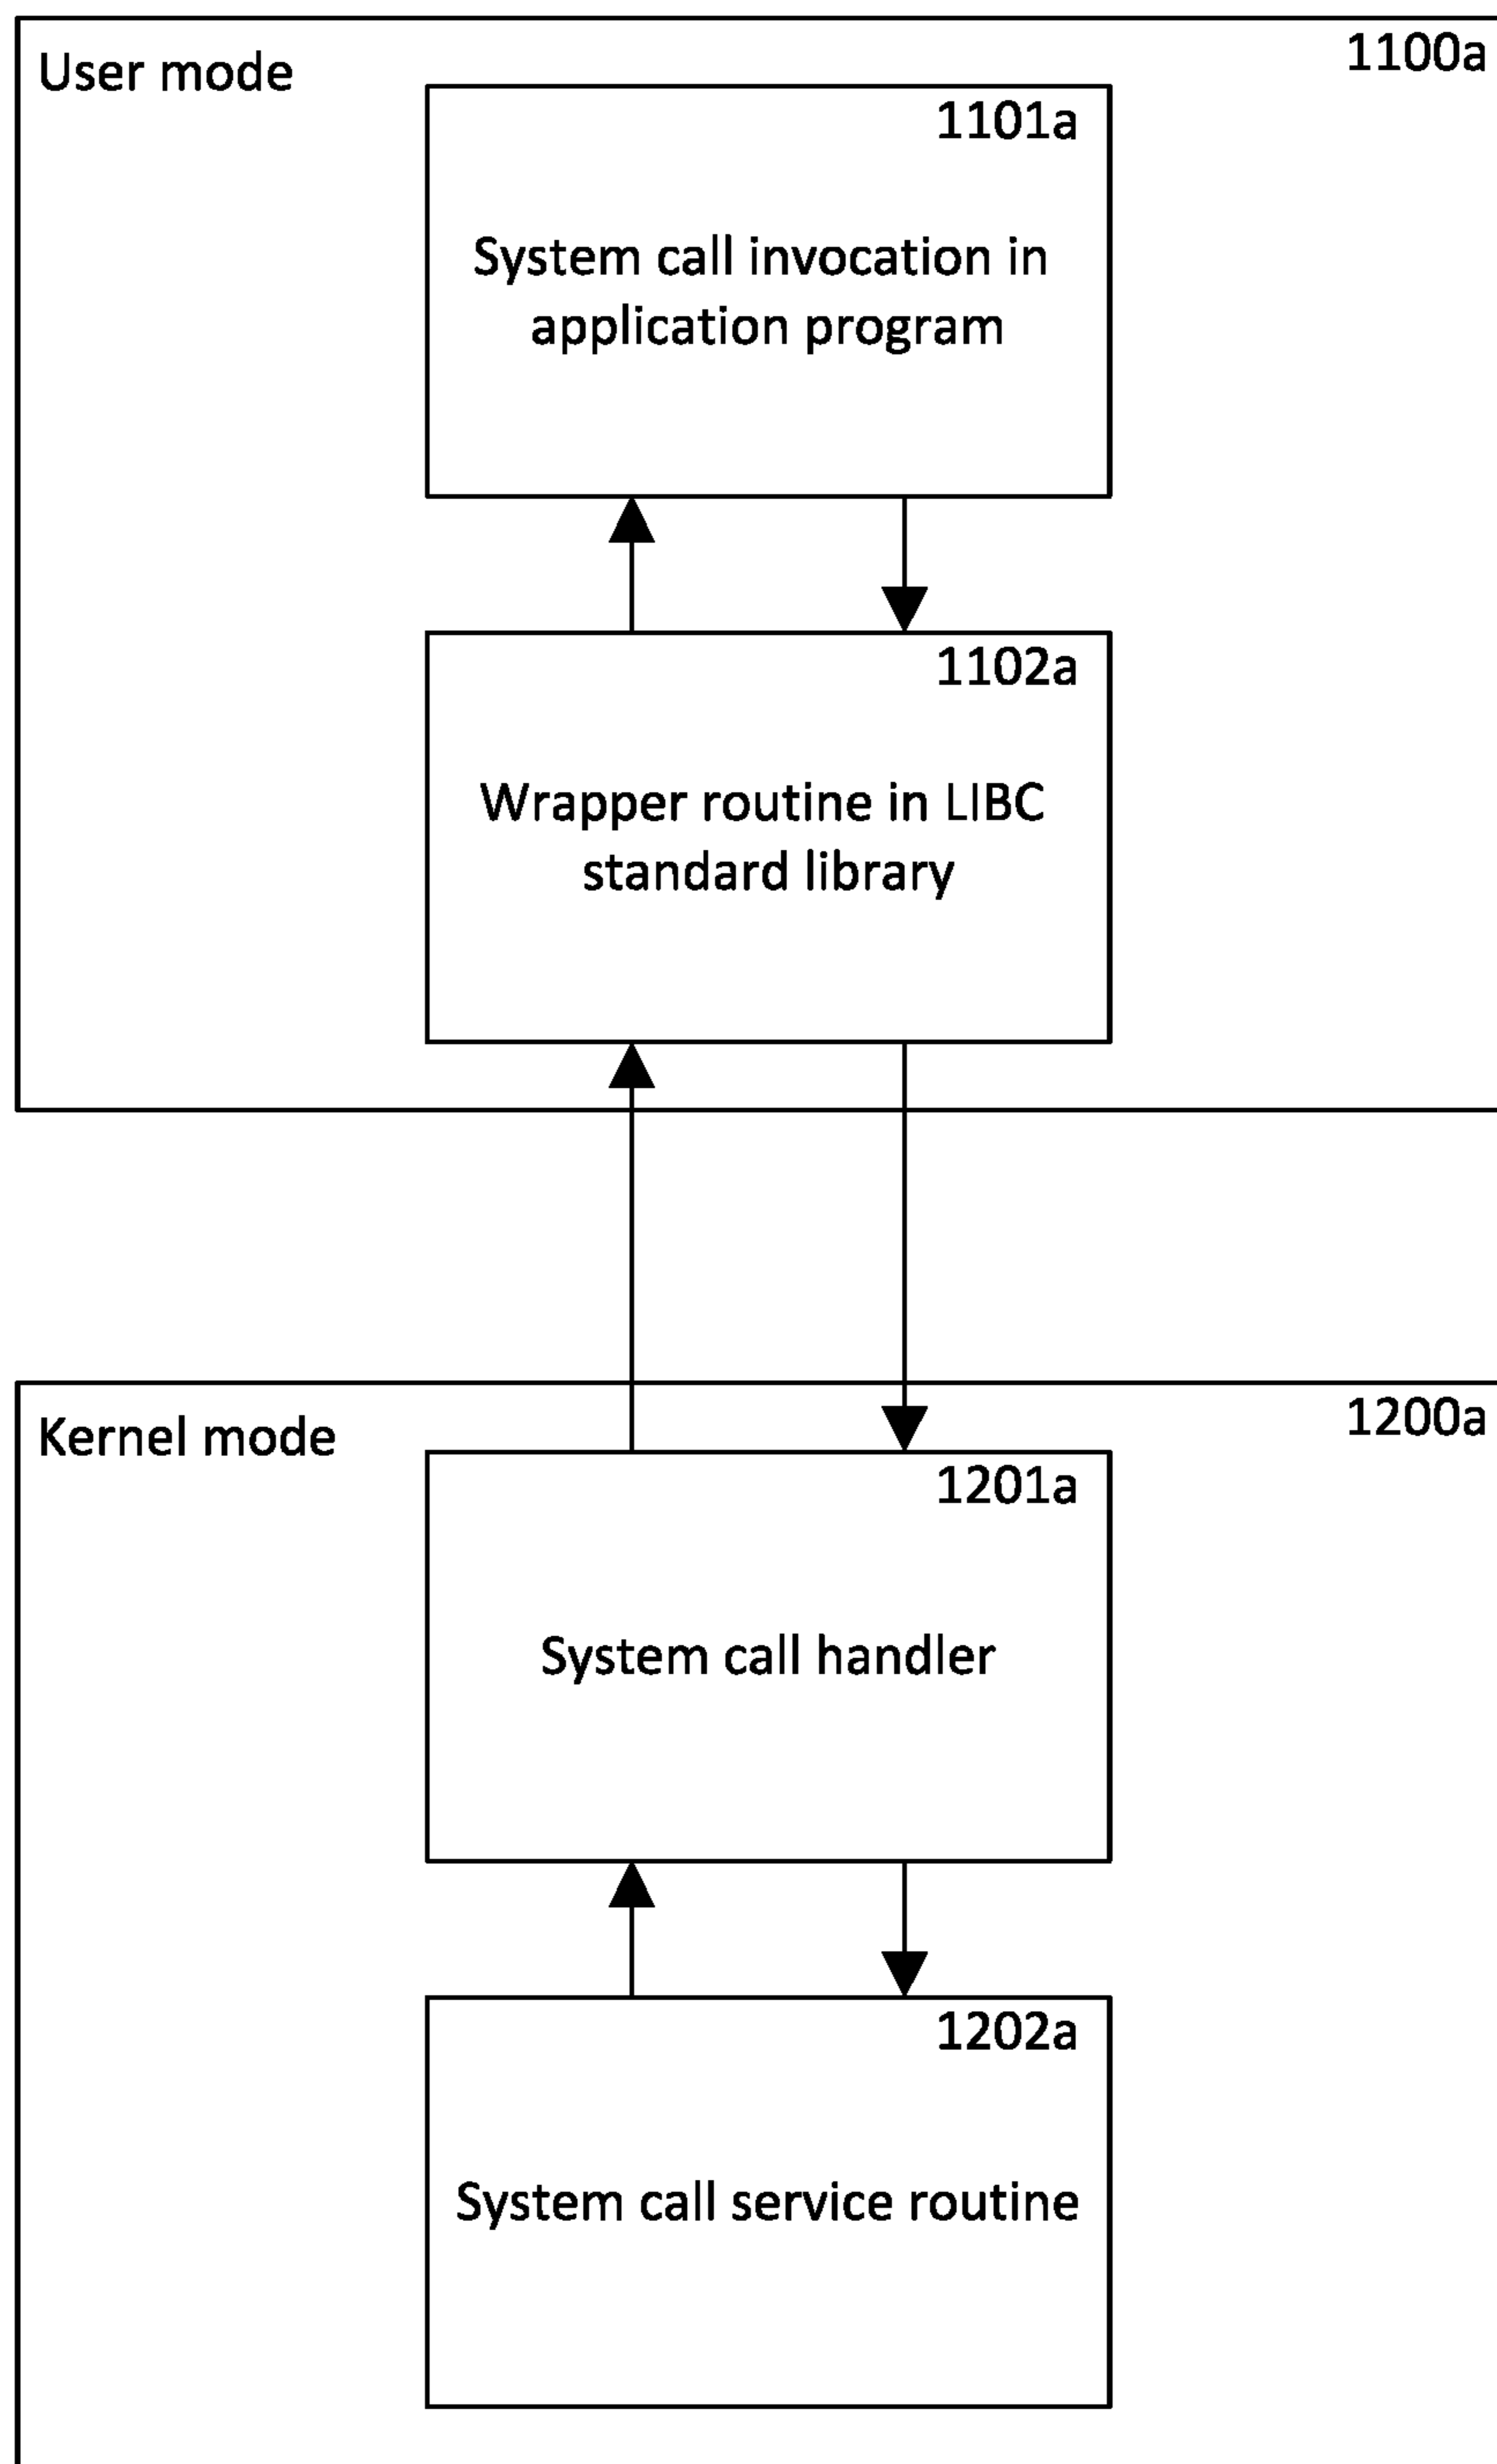 User mode
1100a
1101a
System call invocation in
application program
1102a
Wrapper routine in LIBC
standard library
Kernel mode
1200a
1201a
System call handler
1202a
System call service routine